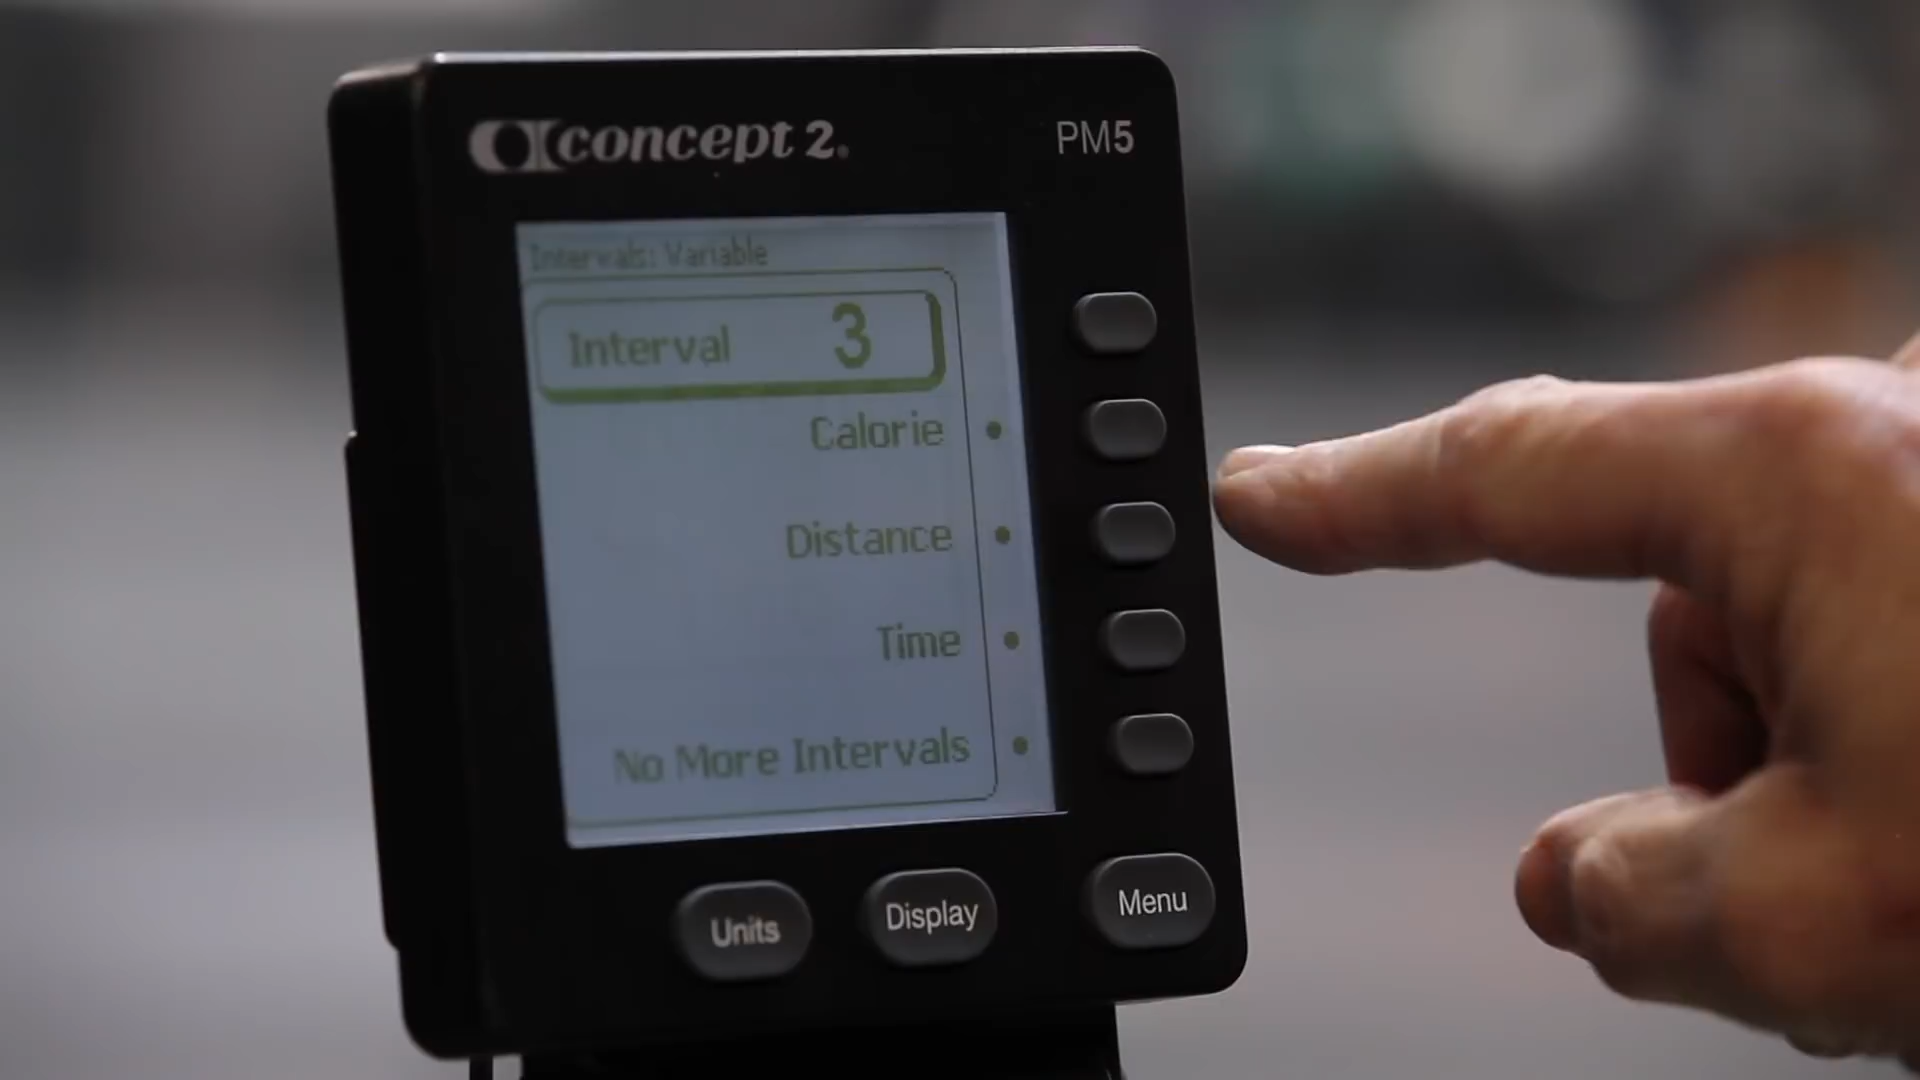 concept 2.
PM5
Intervals: Variable
Interval 3
Calorie
Distance
Time
No More Intervals
Units
Display
Menu